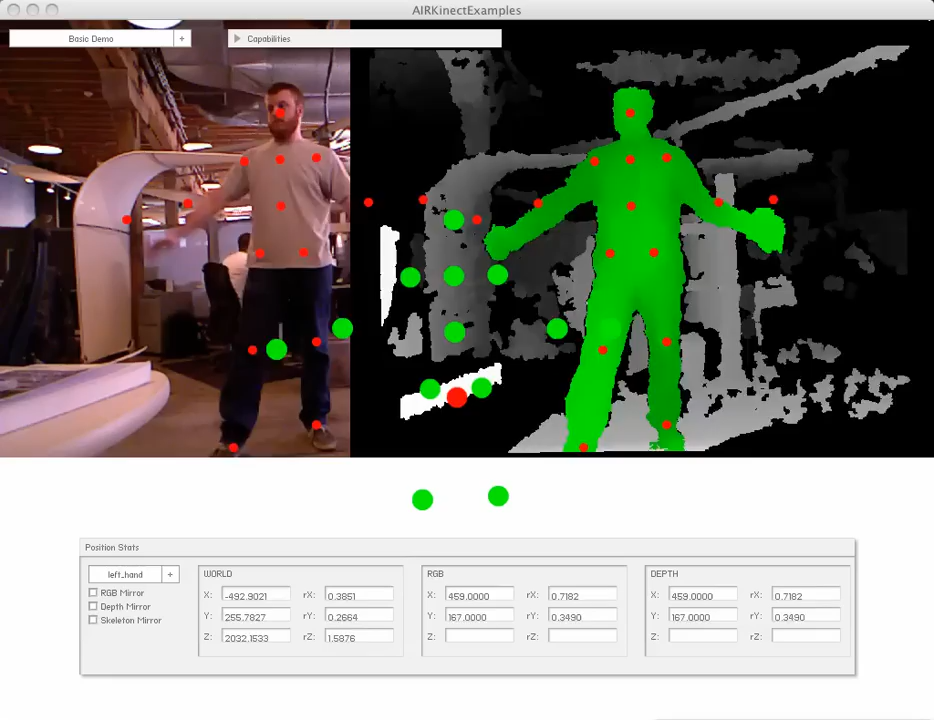 AIRKinectExamples
Basic Demo +
Capabilities
Position Stats
left_hand +
RGB Mirror
Depth Mirror
Skeleton Mirror
WORLD
X: -492.9021 rX: 0.3851
Y: 255.7827 rY: 0.2664
Z: 2032.1533 rZ: 1.5876
RGB
X: 459.0000 rX: 0.7182
Y: 167.0000 rY: 0.3490
Z: rZ:
DEPTH
X: 459.0000 rX: 0.7182
Y: 167.0000 rY: 0.3490
Z: rZ: